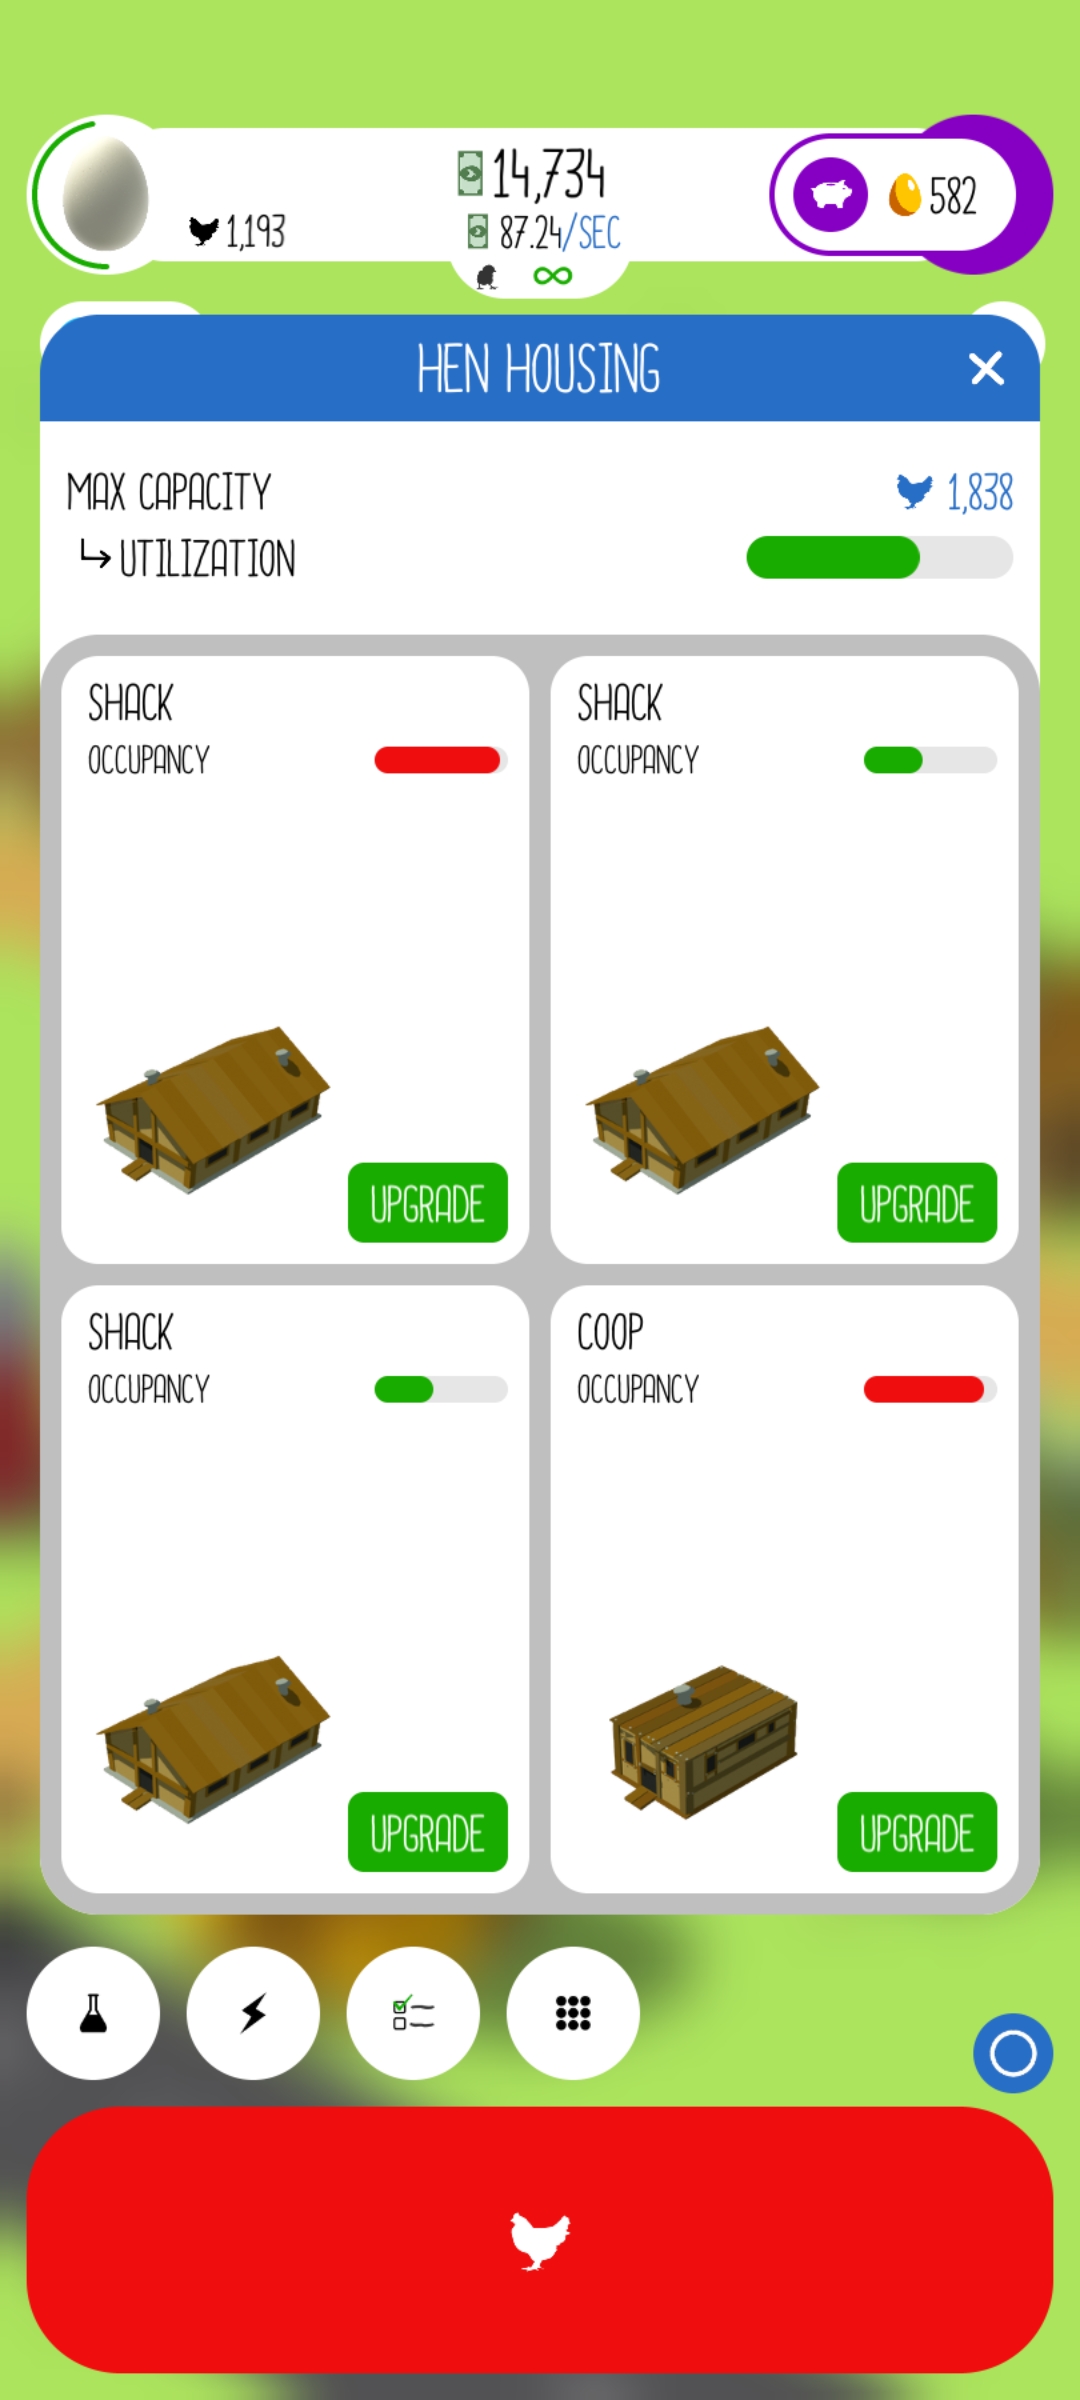 14,734
1,193
87.24/SEC
582
HEN HOUSING
MAX CAPACITY
1,838
UTILIZATION
SHACK
OCCUPANCY
UPGRADE
SHACK
OCCUPANCY
UPGRADE
SHACK
OCCUPANCY
UPGRADE
COOP
OCCUPANCY
UPGRADE